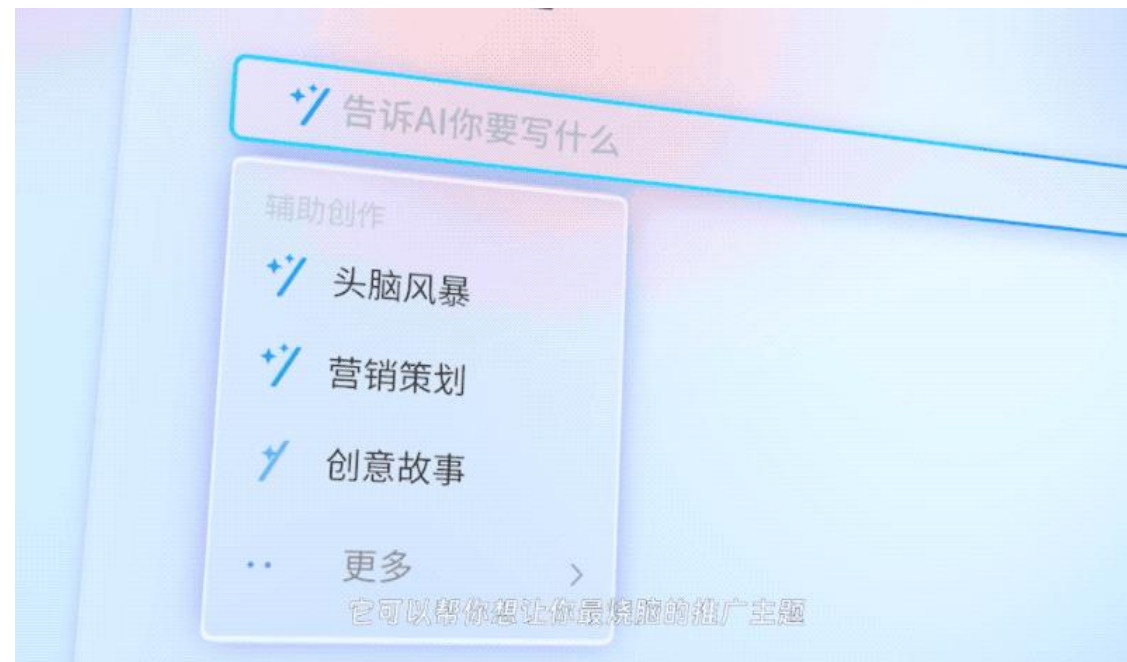 告诉AI你要写什么
辅助创作
头脑风暴
营销策划
创意故事
更多
它可以帮你想让你最烧脑的推广主题